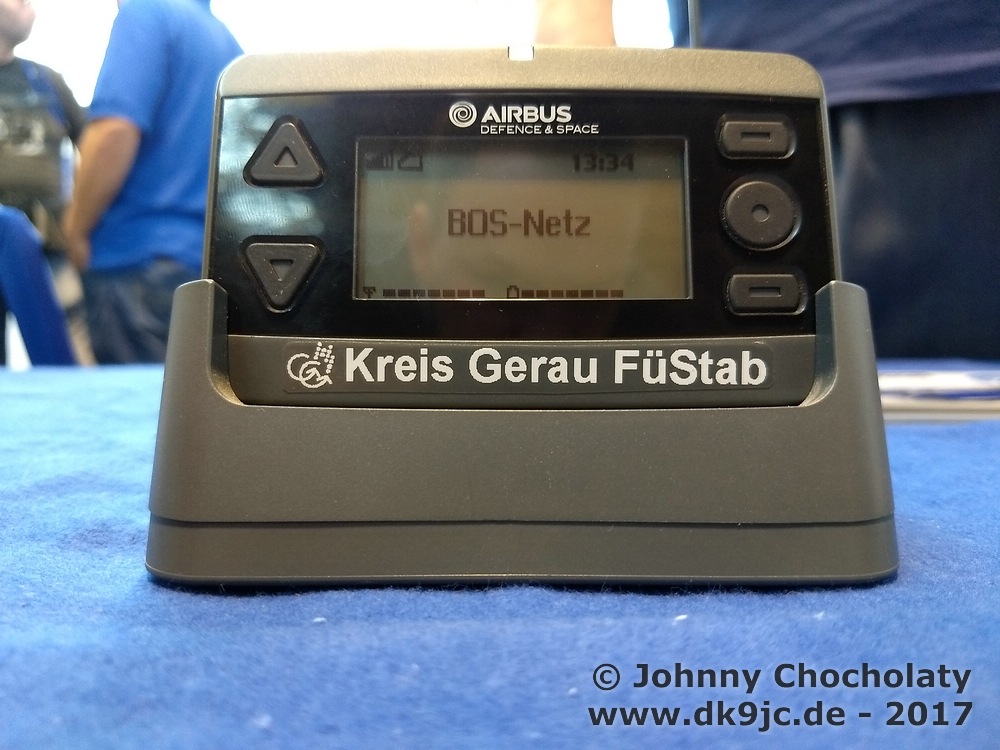 AIRBUS
DEFENCE & SPACE
13:34
BOS-Netz
Kreis Gerau FüStab
© Johnny Chocholaty
www.dk9jc.de - 2017